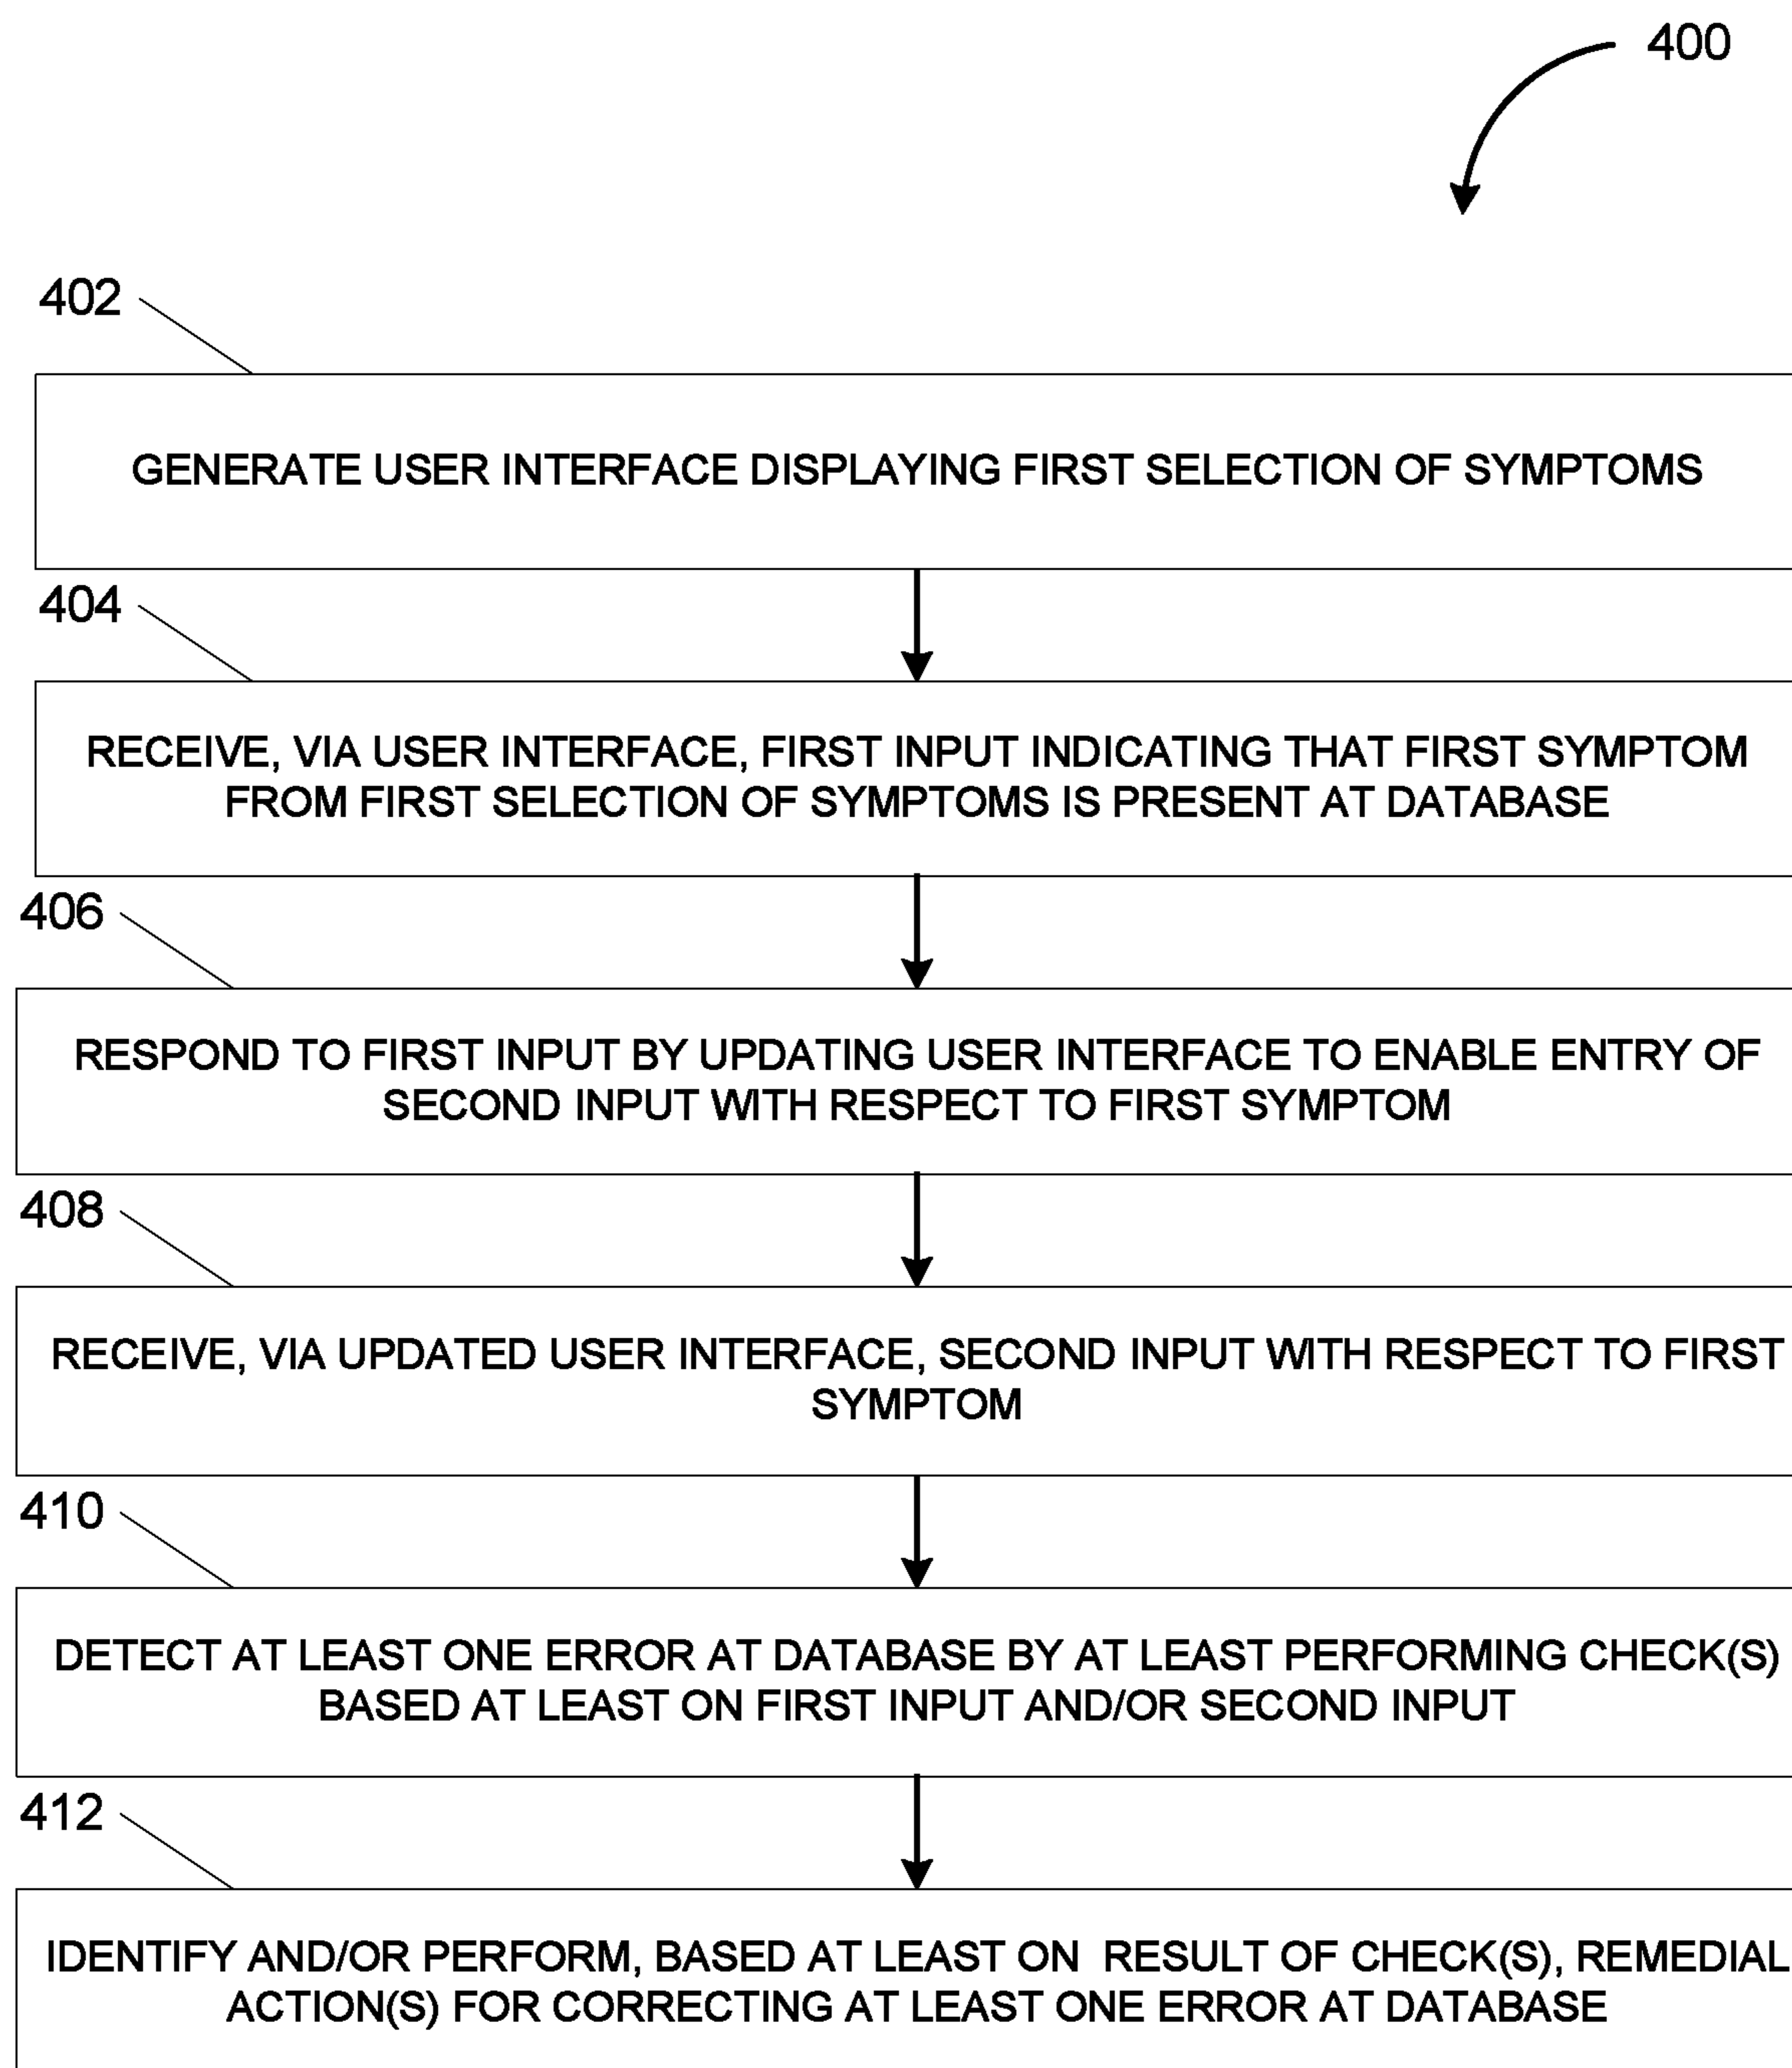 400
402
GENERATE USER INTERFACE DISPLAYING FIRST SELECTION OF SYMPTOMS
404
RECEIVE, VIA USER INTERFACE, FIRST INPUT INDICATING THAT FIRST SYMPTOM
FROM FIRST SELECTION OF SYMPTOMS IS PRESENT AT DATABASE
406
RESPOND TO FIRST INPUT BY UPDATING USER INTERFACE TO ENABLE ENTRY OF
SECOND INPUT WITH RESPECT TO FIRST SYMPTOM
408
RECEIVE, VIA UPDATED USER INTERFACE, SECOND INPUT WITH RESPECT TO FIRST
SYMPTOM
410
DETECT AT LEAST ONE ERROR AT DATABASE BY AT LEAST PERFORMING CHECK(S)
BASED AT LEAST ON FIRST INPUT AND/OR SECOND INPUT
412
IDENTIFY AND/OR PERFORM, BASED AT LEAST ON RESULT OF CHECK(S), REMEDIAL
ACTION(S) FOR CORRECTING AT LEAST ONE ERROR AT DATABASE